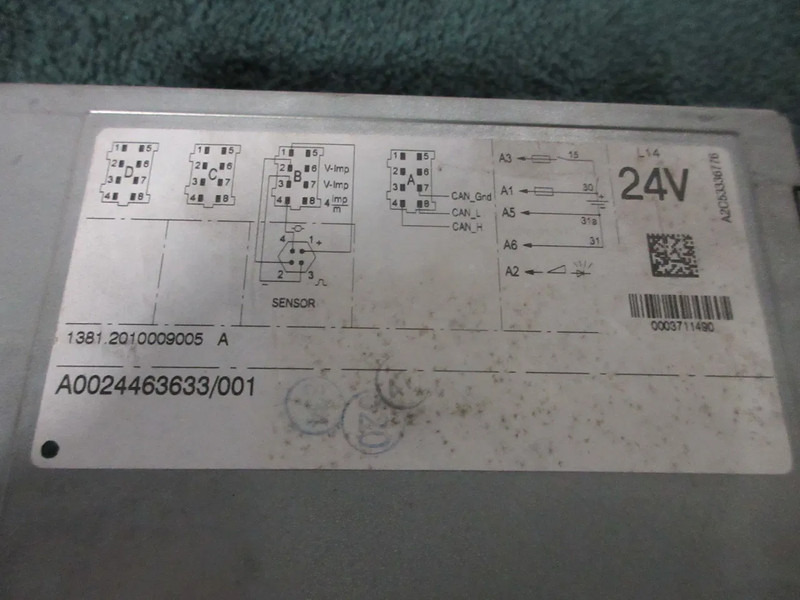 1 5
2 6
3 7
4 8
D
1 5
2 6
3 7
4 8
C
1 5
2 6 V-Imp
3 7 V-Imp
4 8 4 Imp
m
B
4 1 +
2 3
−
SENSOR
1 5
2 6
3 7
4 8
A
CAN_Gnd
CAN_L
CAN_H
A3 15
A1 30
+
A5 31a
A6 31
A2
L14
24V
A2C53336776
0003711490
1381.2010009005 A
A0024463633/001